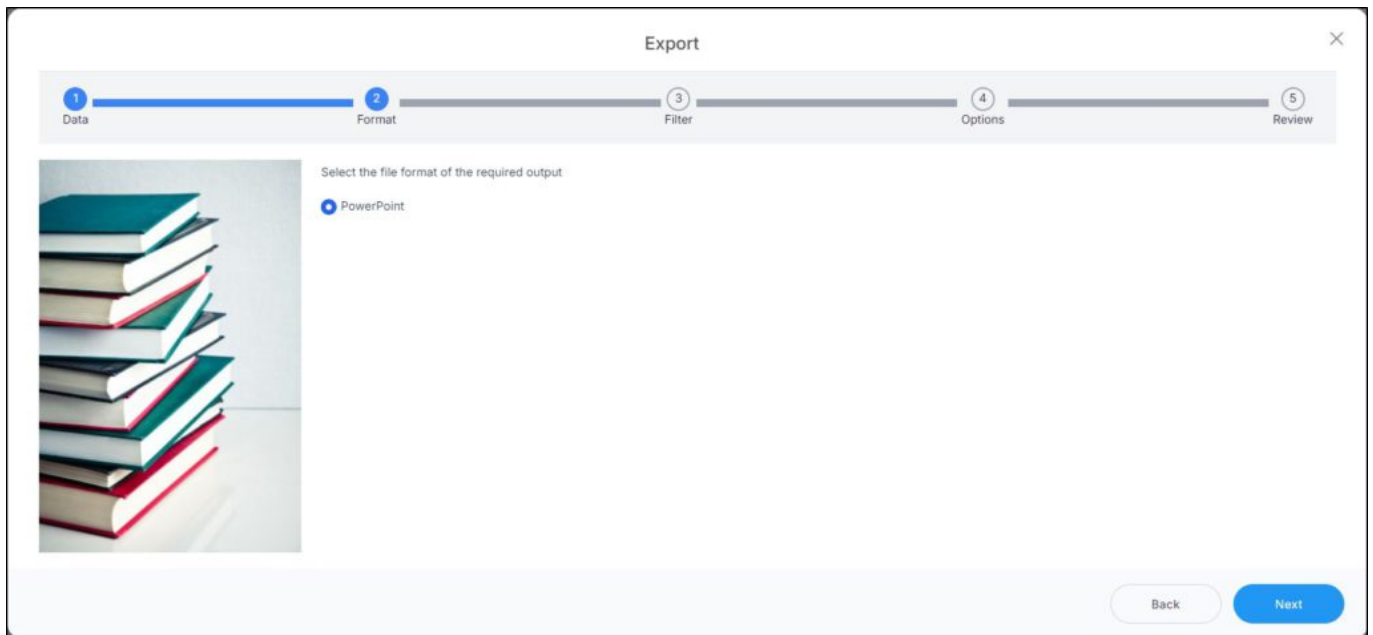 Export
1
Data
2
Format
3
Filter
4
Options
5
Review
Select the file format of the required output
PowerPoint
Back
Next